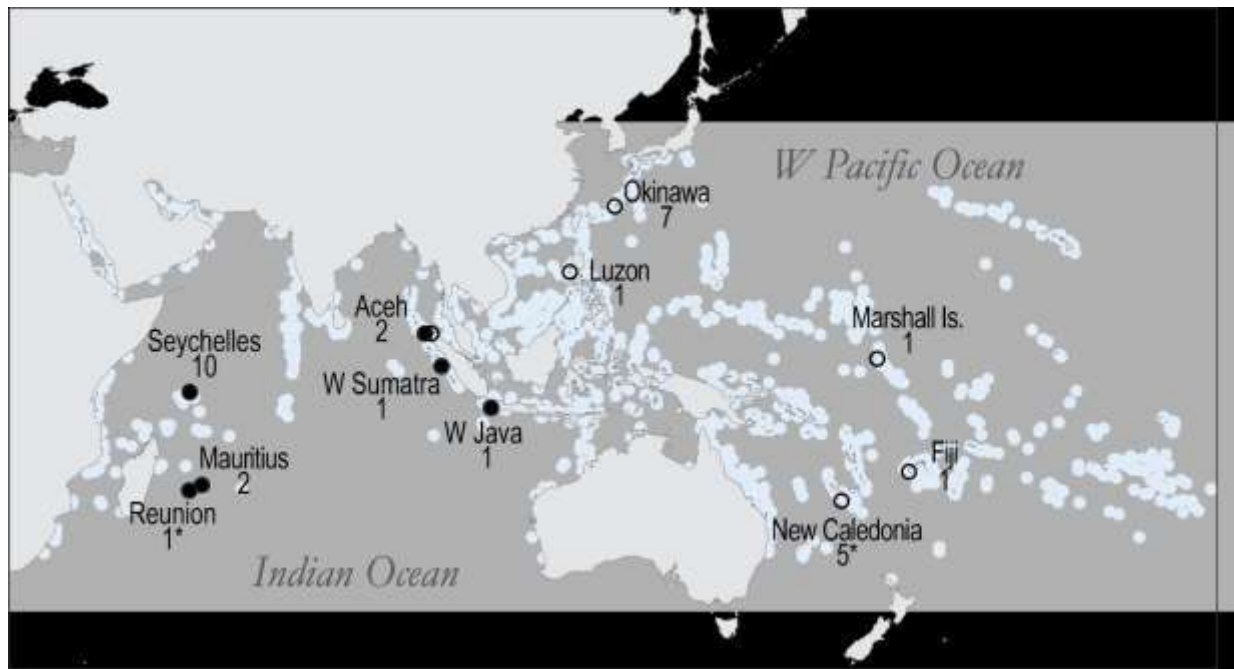 W Pacific Ocean
Okinawa
7
Luzon
1
Aceh
2
Marshall Is.
1
Seychelles
10
W Sumatra
1
W Java
1
Mauritius
2
Fiji
1
Reunion
1*
New Caledonia
5*
Indian Ocean